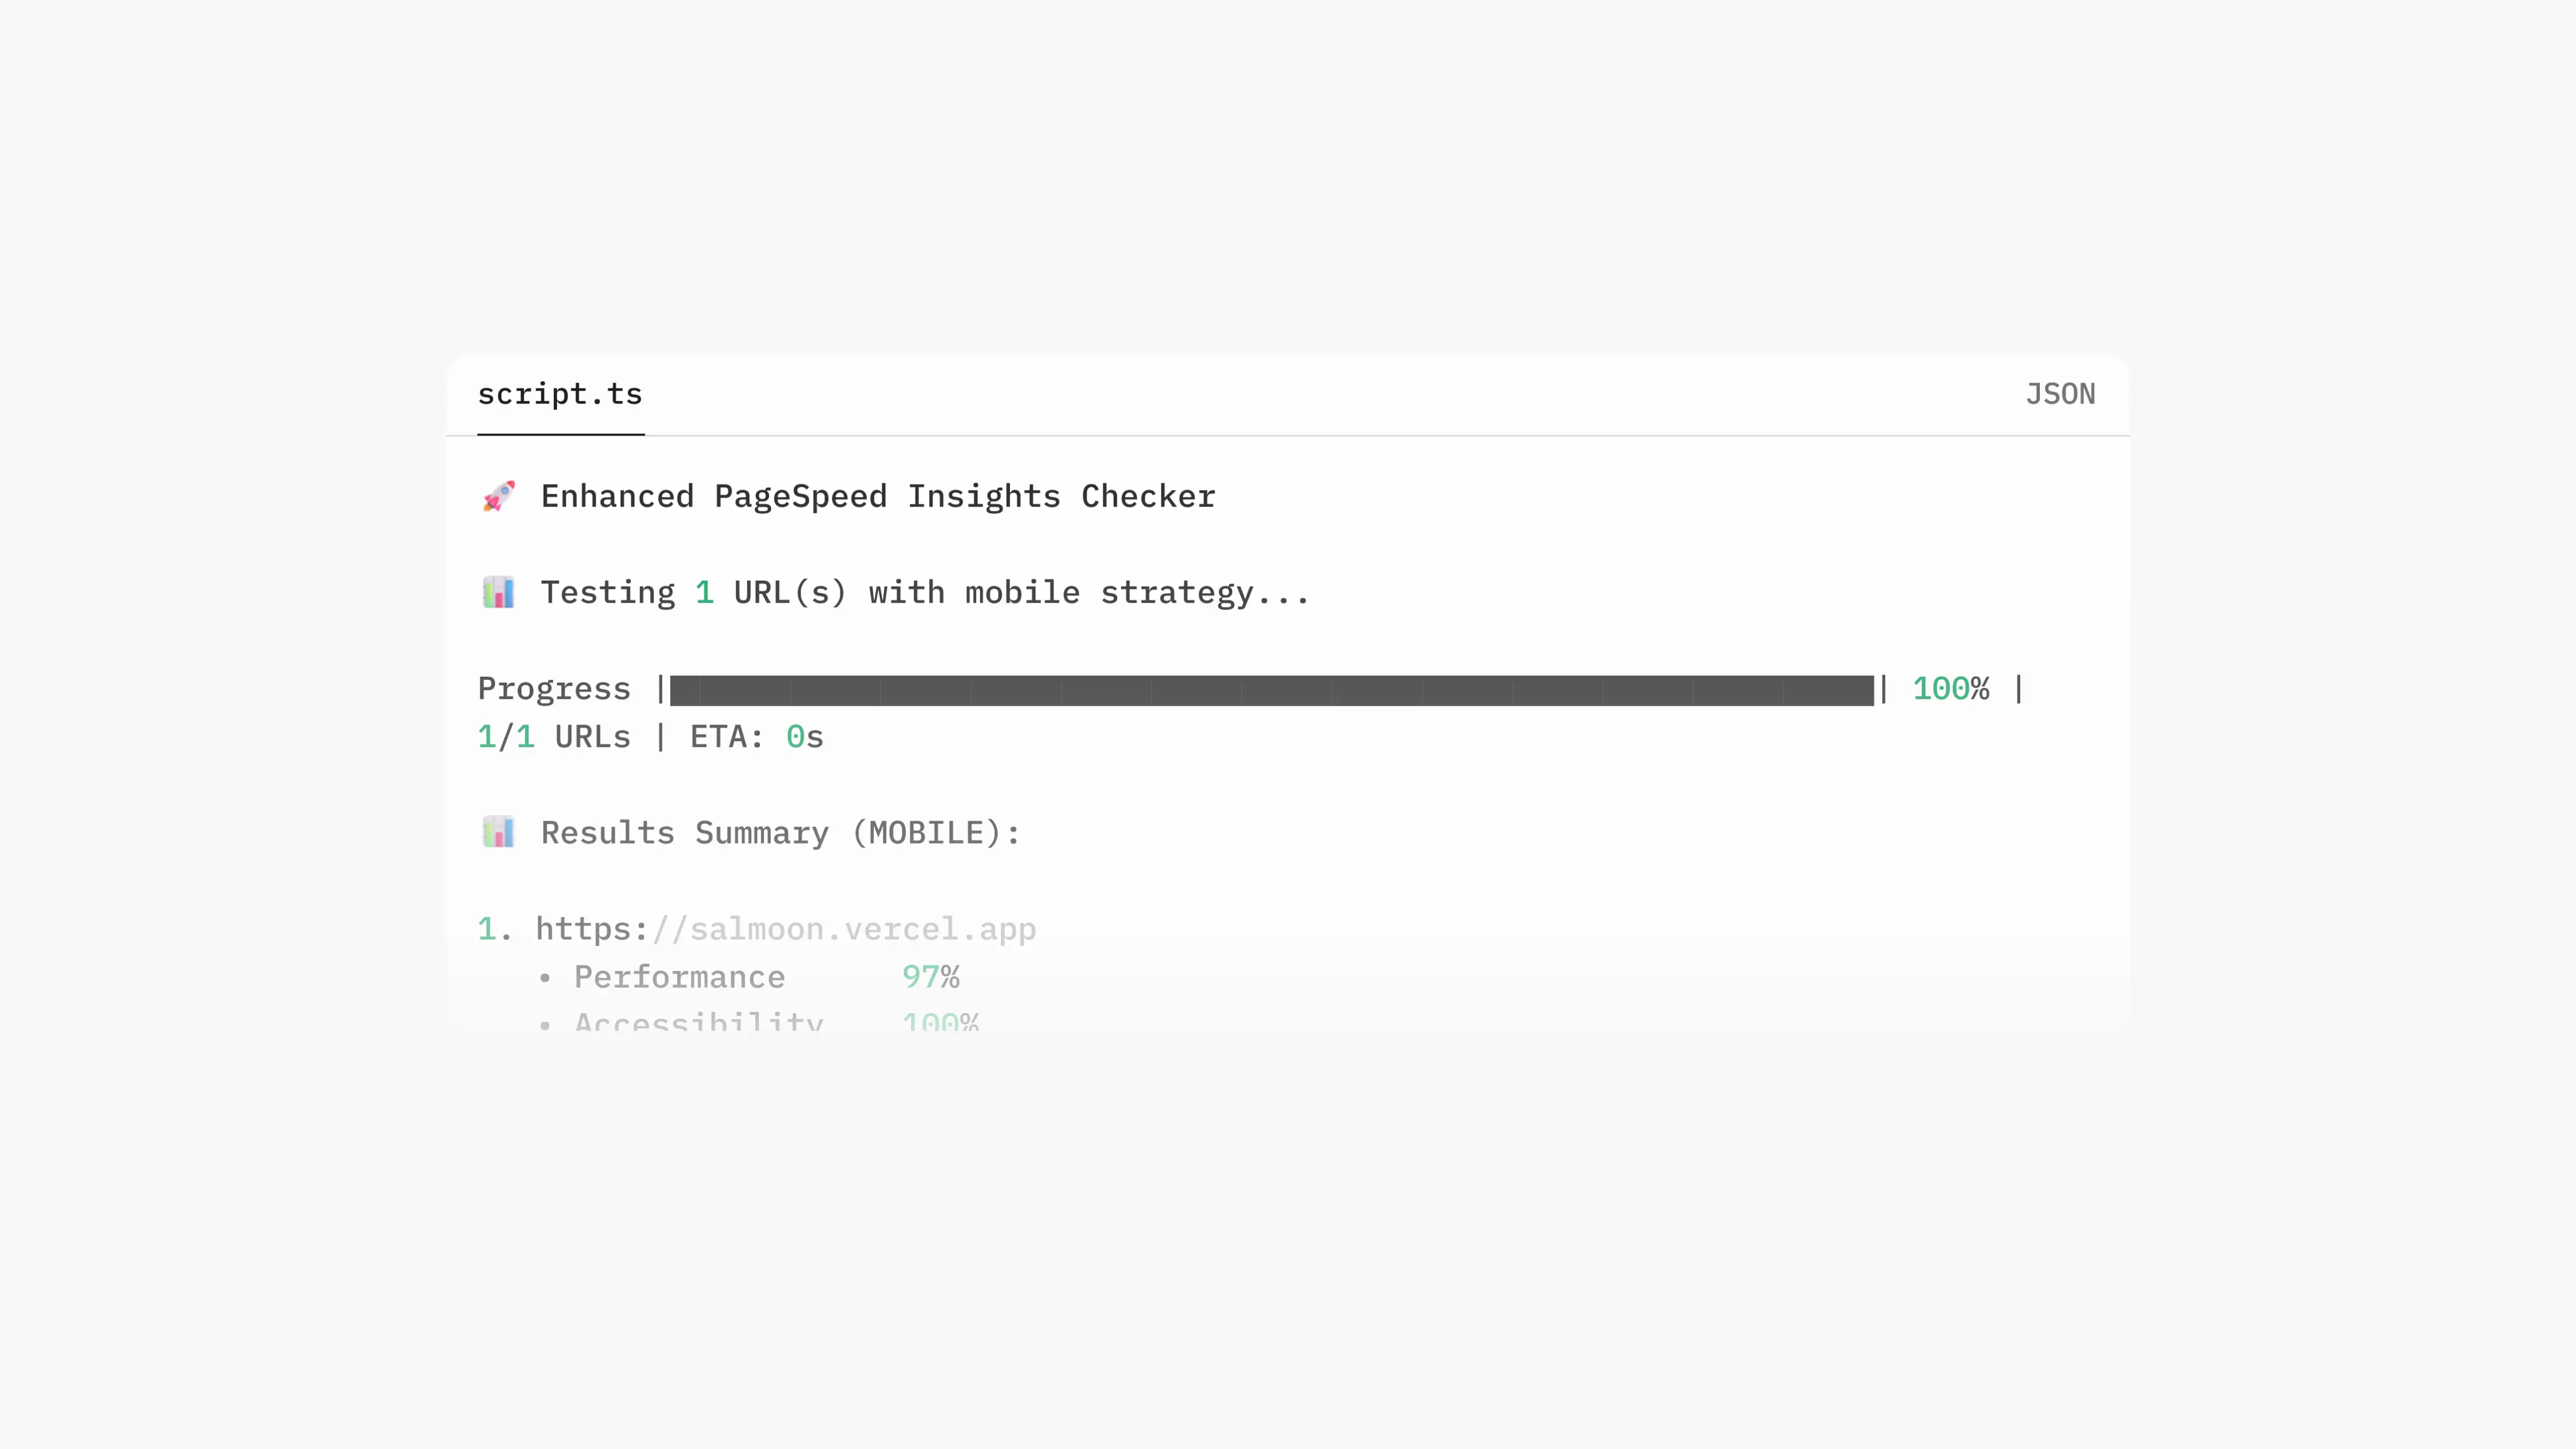 script.ts
JSON
🚀 Enhanced PageSpeed Insights Checker
📊 Testing 1 URL(s) with mobile strategy...
Progress |████████████████████████████████████████| 100% |
1/1 URLs | ETA: 0s
📊 Results Summary (MOBILE):
1. https://salmoon.vercel.app
• Performance 97%
• Accessibility 100%